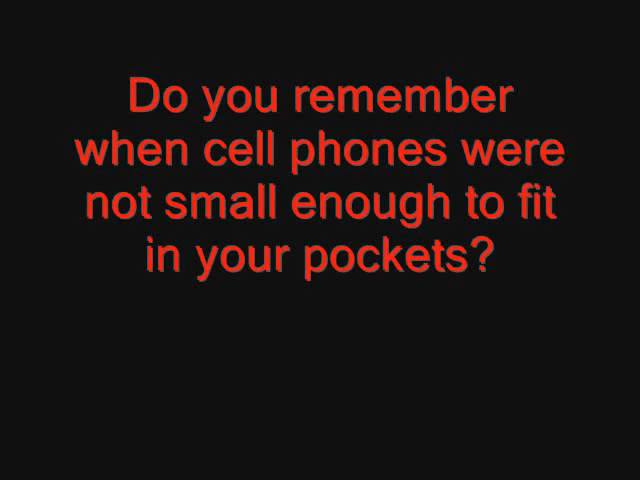 Do you remember
when cell phones were
not small enough to fit
in your pockets?